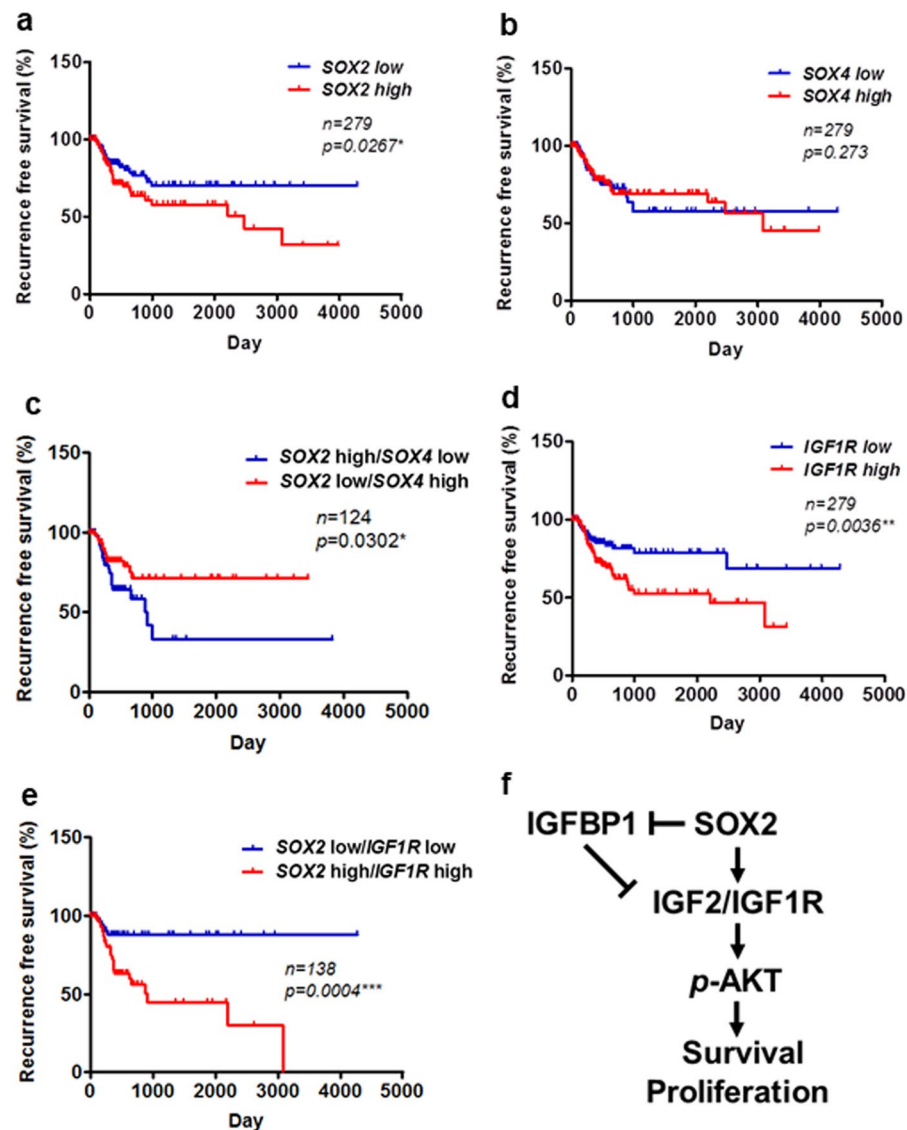 a
Recurrence free survival (%)
150
100
50
0
0 1000 2000 3000 4000 5000
Day
SOX2 low
SOX2 high
n=279
p=0.0267*
b
Recurrence free survival (%)
150
100
50
0
0 1000 2000 3000 4000 5000
Day
SOX4 low
SOX4 high
n=279
p=0.273
c
Recurrence free survival (%)
150
100
50
0
0 1000 2000 3000 4000 5000
Day
SOX2 high/SOX4 low
SOX2 low/SOX4 high
n=124
p=0.0302*
d
Recurrence free survival (%)
150
100
50
0
0 1000 2000 3000 4000 5000
Day
IGF1R low
IGF1R high
n=279
p=0.0036**
e
Recurrence free survival (%)
150
100
50
0
0 1000 2000 3000 4000 5000
Day
SOX2 low/IGF1R low
SOX2 high/IGF1R high
n=138
p=0.0004***
f
IGFBP1 SOX2
IGF2/IGF1R
p-AKT
Survival
Proliferation